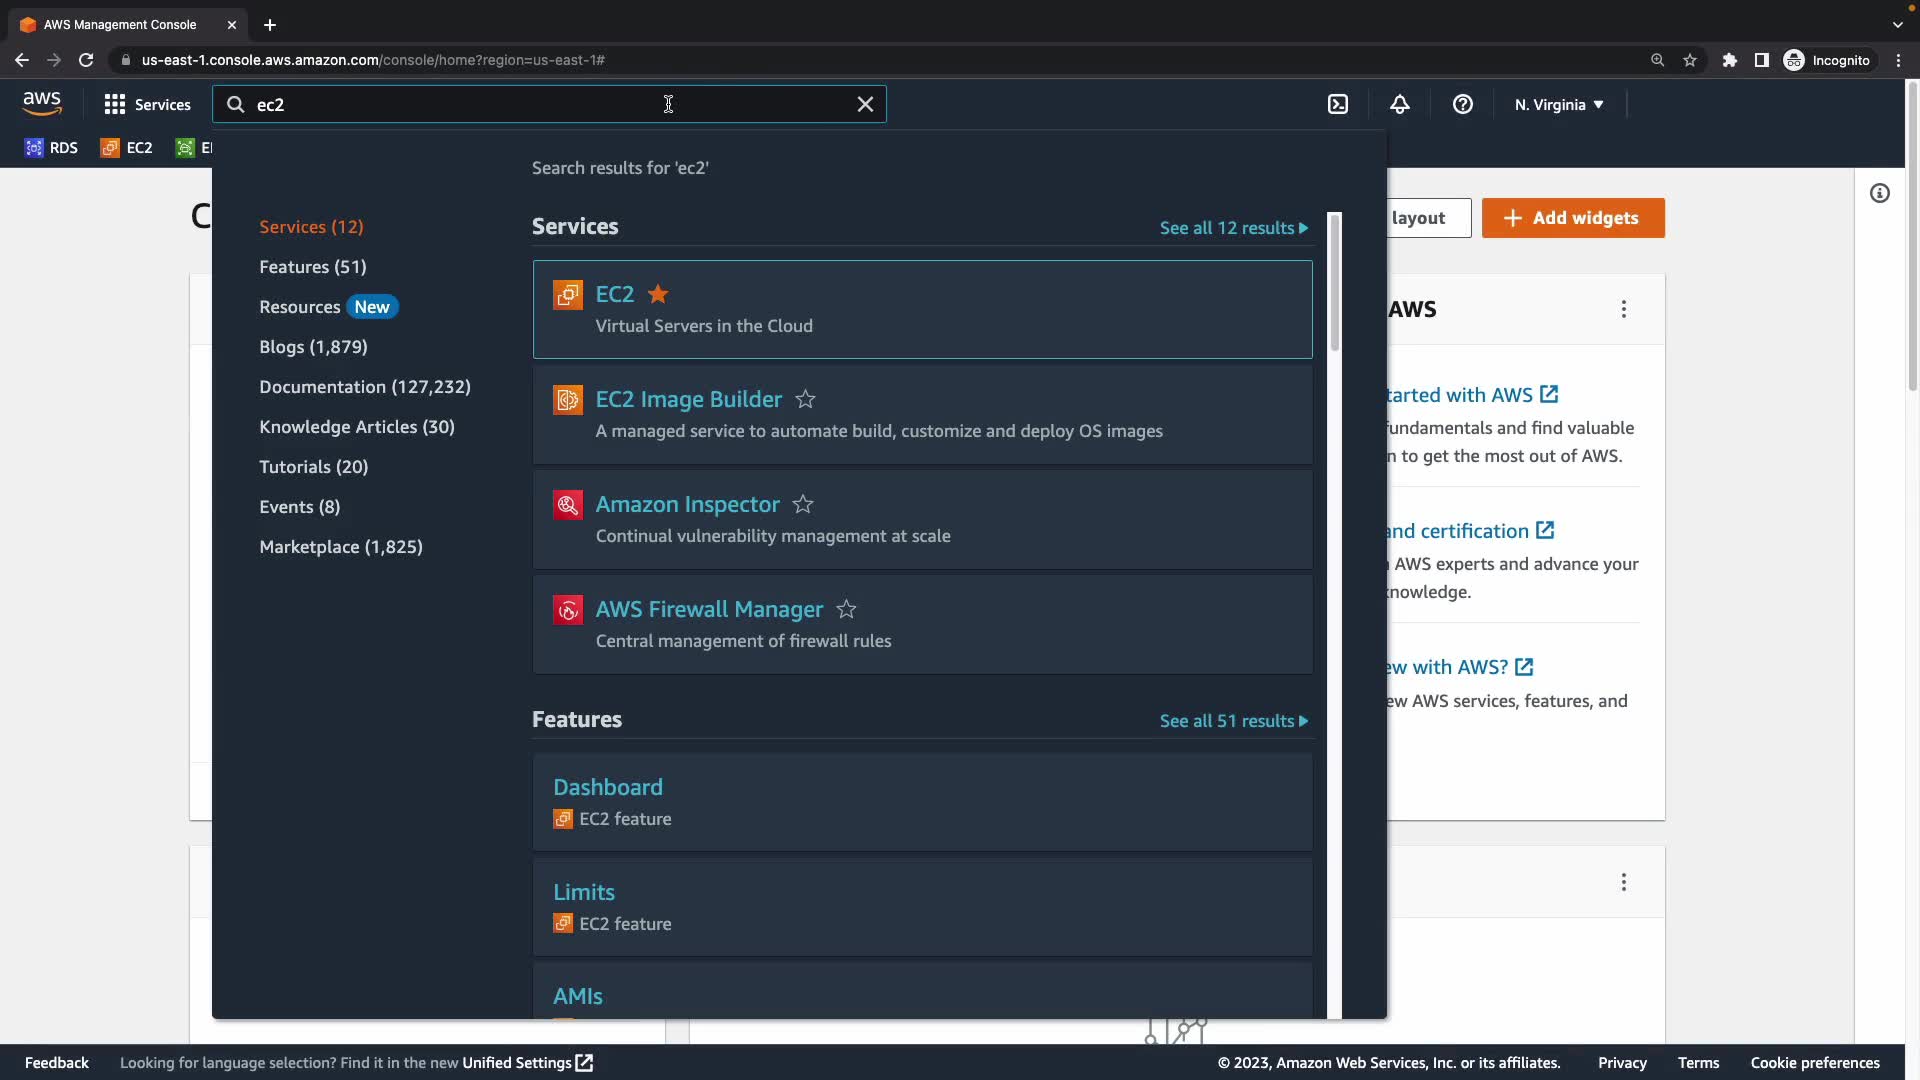 AWS Management Console
us-east-1.console.aws.amazon.com/console/home?region=us-east-1#
Incognito
aws
Services
ec2
N. Virginia
RDS
EC2
Search results for 'ec2'
Services (12)
Features (51)
Resources New
Blogs (1,879)
Documentation (127,232)
Knowledge Articles (30)
Tutorials (20)
Events (8)
Marketplace (1,825)
Services
See all 12 results
EC2
Virtual Servers in the Cloud
EC2 Image Builder
A managed service to automate build, customize and deploy OS images
Amazon Inspector
Continual vulnerability management at scale
AWS Firewall Manager
Central management of firewall rules
Features
See all 51 results
Dashboard
EC2 feature
Limits
EC2 feature
AMIs
layout
Add widgets
AWS
with AWS
and find valuable
to get the most out of AWS.
certification
AWS experts and advance your
with AWS?
AWS services, features, and
Feedback
Looking for language selection? Find it in the new Unified Settings
© 2023, Amazon Web Services, Inc. or its affiliates.
Privacy
Terms
Cookie preferences